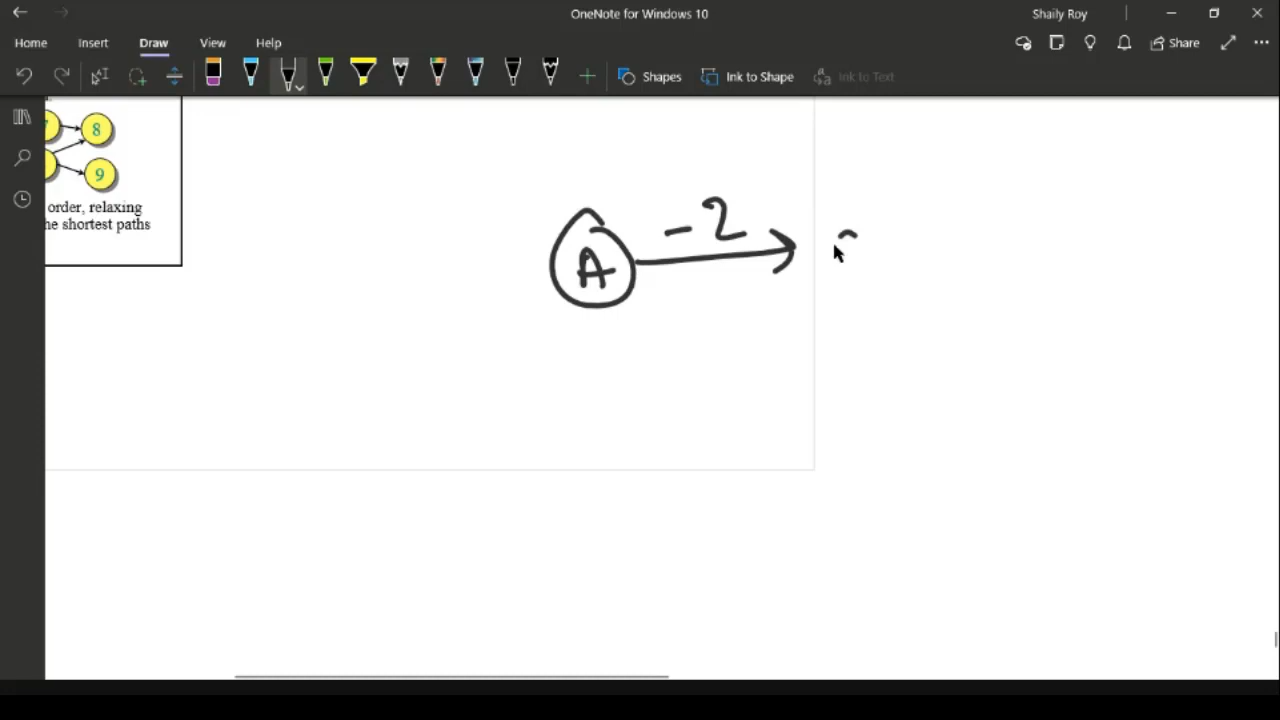 OneNote for Windows 10
Shaily Roy
Home Insert Draw View Help
Share
Shapes
Ink to Shape
Ink to Text
8
9
order, relaxing
he shortest paths
A
-2